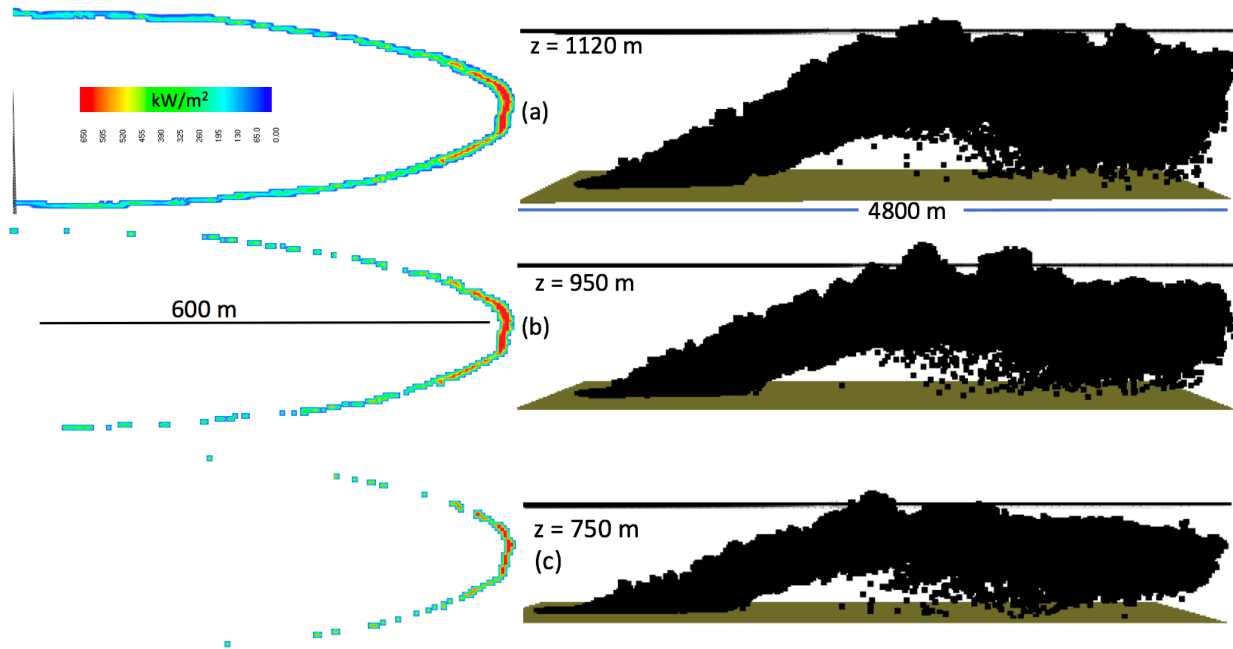 z = 1120 m
kW/m²
(a)
650 585 520 455 390 325 260 195 130 65.0 0.00
4800 m
z = 950 m
600 m
(b)
z = 750 m
(c)